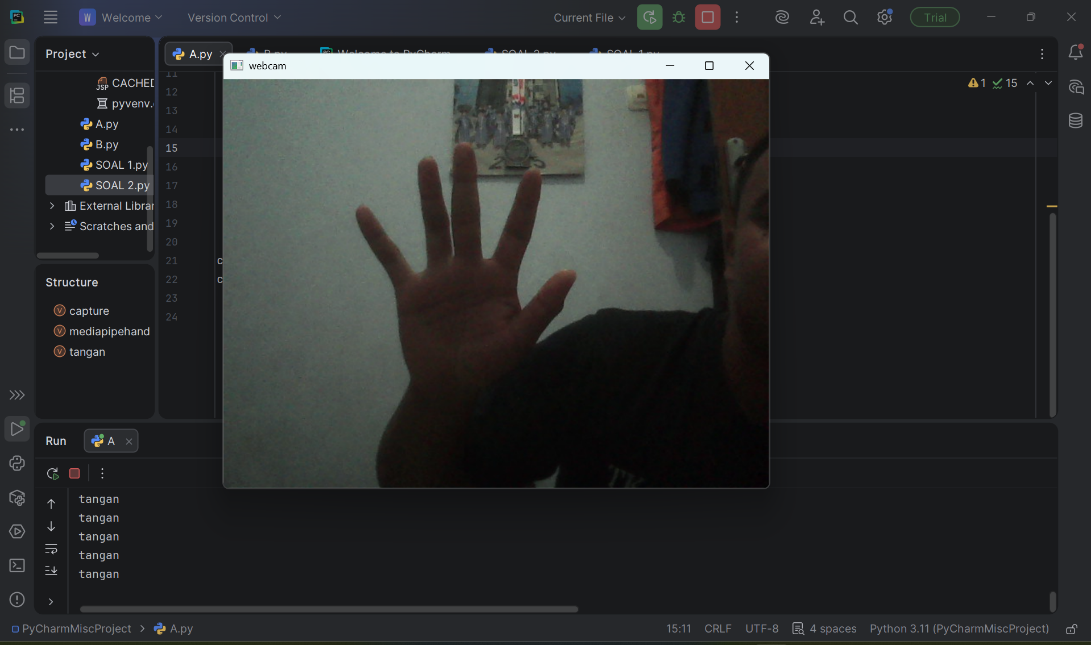 W Welcome Version Control Current File Trial
Project
A.py
webcam
CACHED
pyvenv.
A.py
B.py
SOAL 1.py
SOAL 2.py
External Librar
Scratches and
1 15
11
12
13
14
15
16
17
18
19
20
21 c
22 c
23
24
Structure
capture
mediapipehand
tangan
Run A
tangan
tangan
tangan
tangan
tangan
PyCharmMiscProject A.py 15:11 CRLF UTF-8 4 spaces Python 3.11 (PyCharmMiscProject)